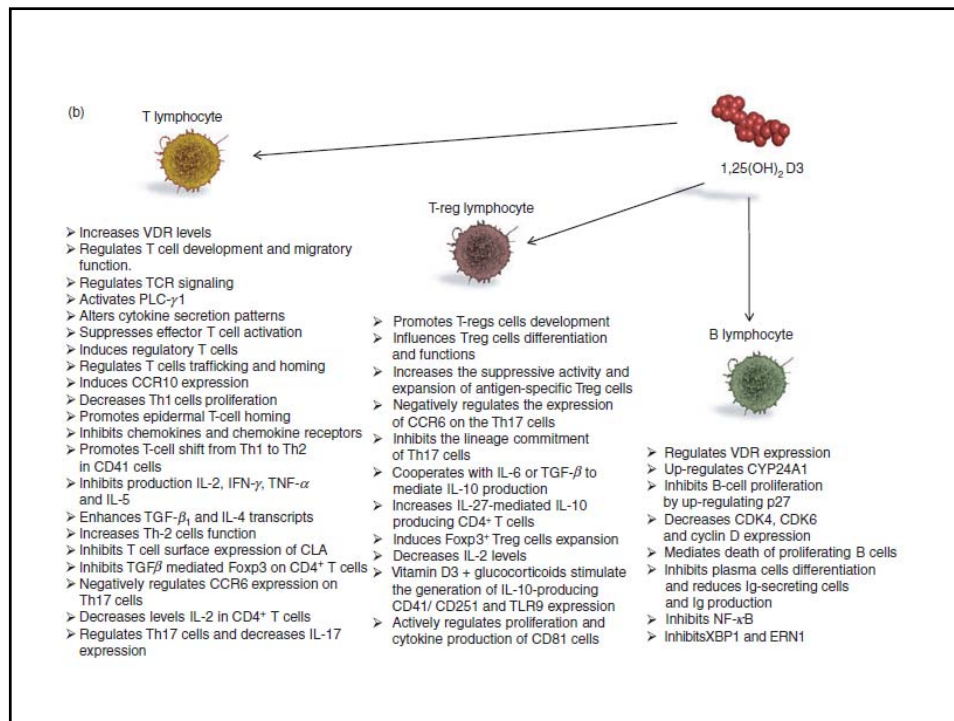 (b)
T lymphocyte
1,25(OH)₂ D3
T-reg lymphocyte
B lymphocyte
➢ Increases VDR levels
➢ Regulates T cell development and migratory
function.
➢ Regulates TCR signaling
➢ Activates PLC-γ1
➢ Alters cytokine secretion patterns
➢ Suppresses effector T cell activation
➢ Induces regulatory T cells
➢ Regulates T cells trafficking and homing
➢ Induces CCR10 expression
➢ Decreases Th1 cells proliferation
➢ Promotes epidermal T-cell homing
➢ Inhibits chemokines and chemokine receptors
➢ Promotes T-cell shift from Th1 to Th2
in CD41 cells
➢ Inhibits production IL-2, IFN-γ, TNF-α
and IL-5
➢ Enhances TGF-β₁ and IL-4 transcripts
➢ Increases Th-2 cells function
➢ Inhibits T cell surface expression of CLA
➢ Inhibits TGFβ mediated Foxp3 on CD4⁺ T cells
➢ Negatively regulates CCR6 expression on
Th17 cells
➢ Decreases levels IL-2 in CD4⁺ T cells
➢ Regulates Th17 cells and decreases IL-17
expression
➢ Promotes T-regs cells development
➢ Influences Treg cells differentiation
and functions
➢ Increases the suppressive activity and
expansion of antigen-specific Treg cells
➢ Negatively regulates the expression
of CCR6 on the Th17 cells
➢ Inhibits the lineage commitment
of Th17 cells
➢ Cooperates with IL-6 or TGF-β to
mediate IL-10 production
➢ Increases IL-27-mediated IL-10
producing CD4⁺ T cells
➢ Induces Foxp3⁺ Treg cells expansion
➢ Decreases IL-2 levels
➢ Vitamin D3 + glucocorticoids stimulate
the generation of IL-10-producing
CD41/ CD251 and TLR9 expression
➢ Actively regulates proliferation and
cytokine production of CD81 cells
➢ Regulates VDR expression
➢ Up-regulates CYP24A1
➢ Inhibits B-cell proliferation
by up-regulating p27
➢ Decreases CDK4, CDK6
and cyclin D expression
➢ Mediates death of proliferating B cells
➢ Inhibits plasma cells differentiation
and reduces Ig-secreting cells
and Ig production
➢ Inhibits NF-κB
➢ InhibitsXBP1 and ERN1